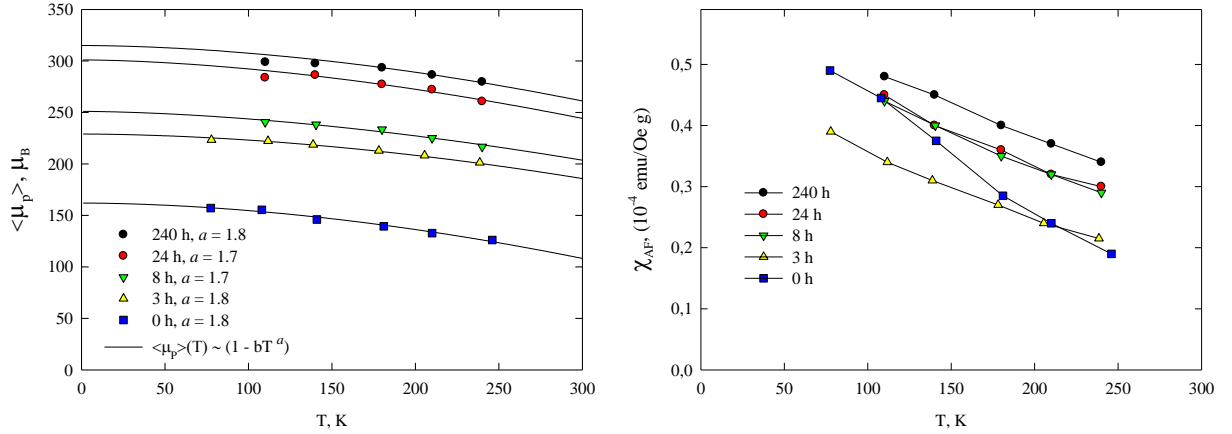 350
300
250
200
150
100
50
0
<μp>, μB
240 h, a = 1.8
24 h, a = 1.7
8 h, a = 1.7
3 h, a = 1.8
0 h, a = 1.8
<μP>(T) ~ (1 - bT a)
0 50 100 150 200 250 300
T, K
0,5
0,4
0,3
0,2
0,1
0,0
χAF, (10-4 emu/Oe g)
240 h
24 h
8 h
3 h
0 h
0 50 100 150 200 250 300
T, K